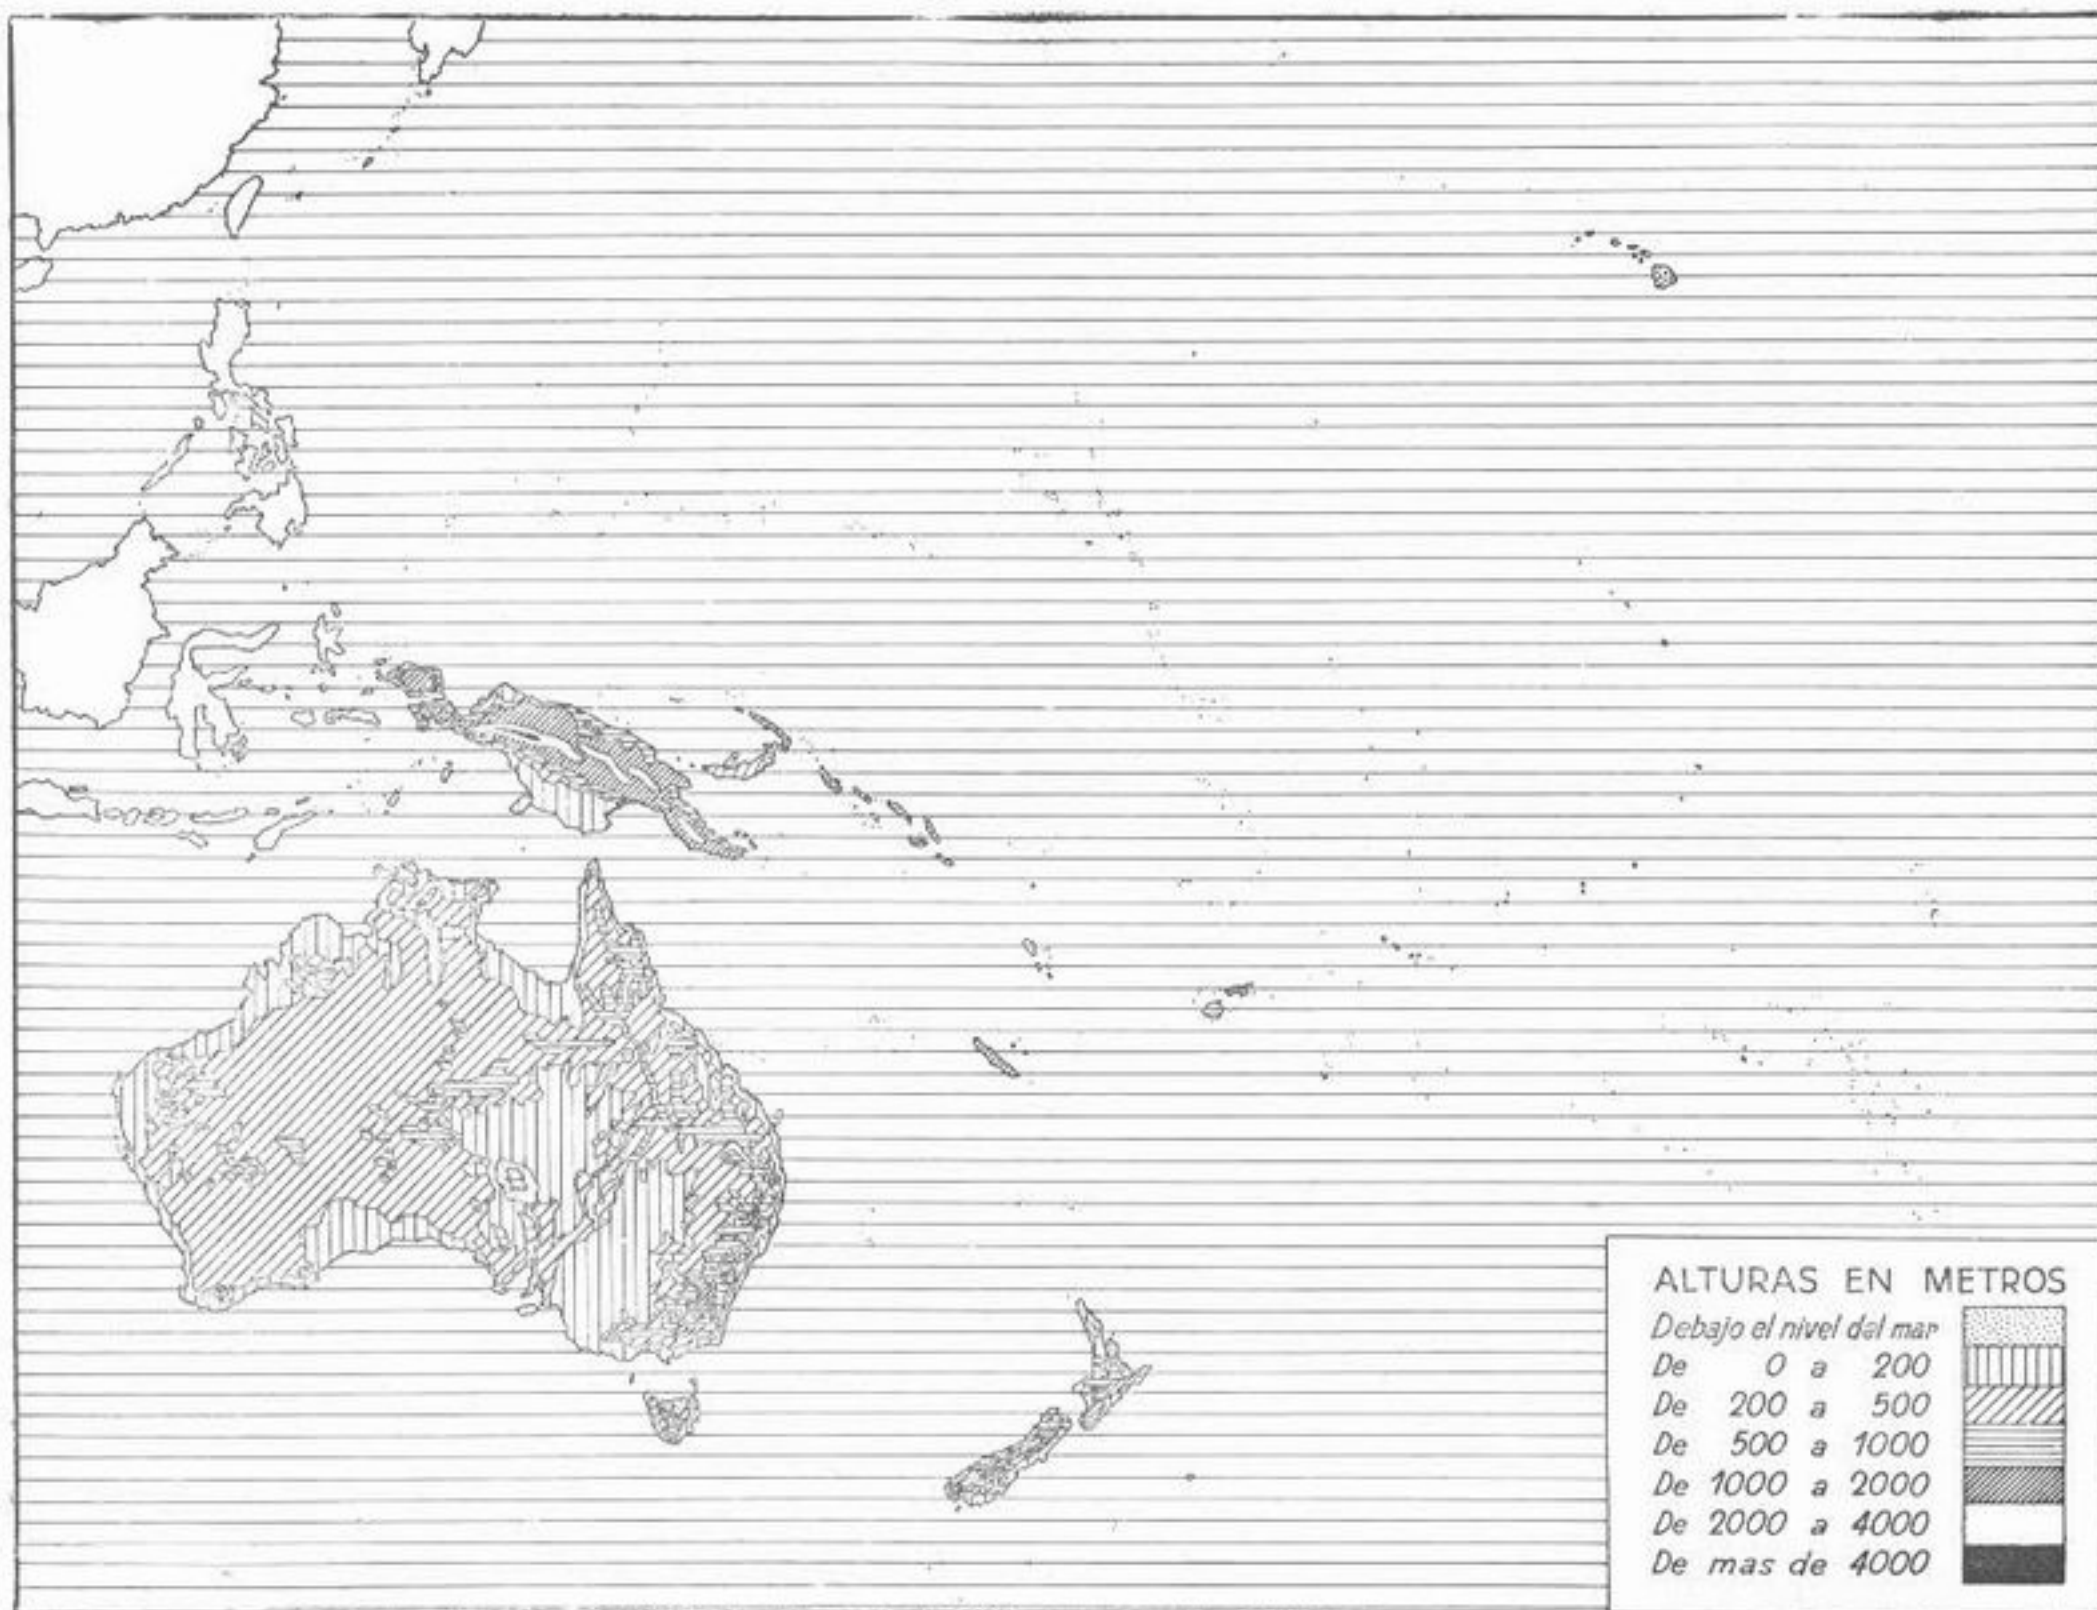 ALTURAS EN METROS
Debajo el nivel del mar
De 0 a 200
De 200 a 500
De 500 a 1000
De 1000 a 2000
De 2000 a 4000
De mas de 4000